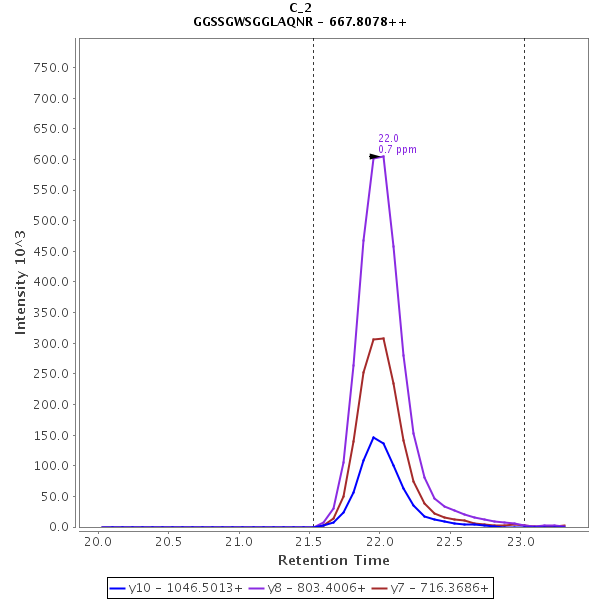 C_2
GGSSGWSGGLAQNR - 667.8078++
750.0
700.0
650.0
600.0
550.0
500.0
450.0
400.0
350.0
300.0
250.0
200.0
150.0
100.0
50.0
0.0
Intensity 10^3
22.0
0.7 ppm
20.0 20.5 21.0 21.5 22.0 22.5 23.0
Retention Time
y10 - 1046.5013+ y8 - 803.4006+ y7 - 716.3686+